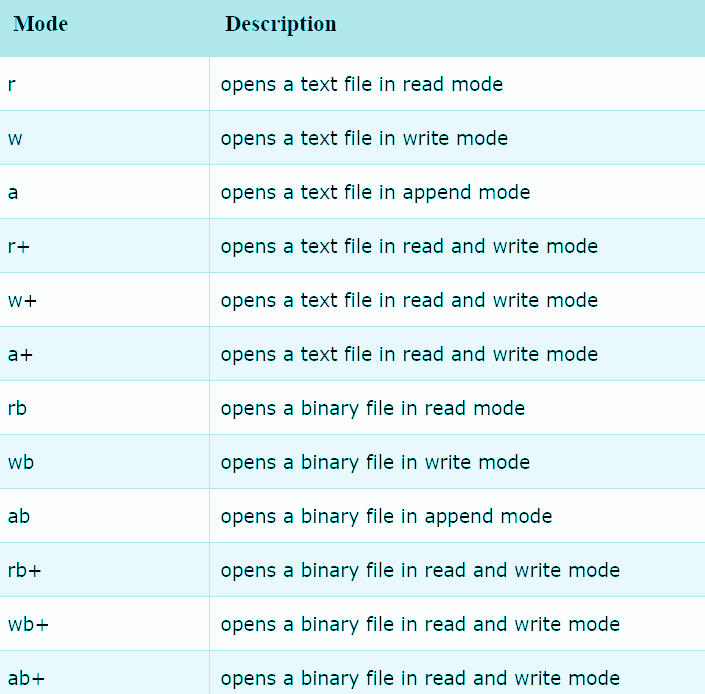 Mode Description
r opens a text file in read mode
w opens a text file in write mode
a opens a text file in append mode
r+ opens a text file in read and write mode
w+ opens a text file in read and write mode
a+ opens a text file in read and write mode
rb opens a binary file in read mode
wb opens a binary file in write mode
ab opens a binary file in append mode
rb+ opens a binary file in read and write mode
wb+ opens a binary file in read and write mode
ab+ opens a binary file in read and write mode